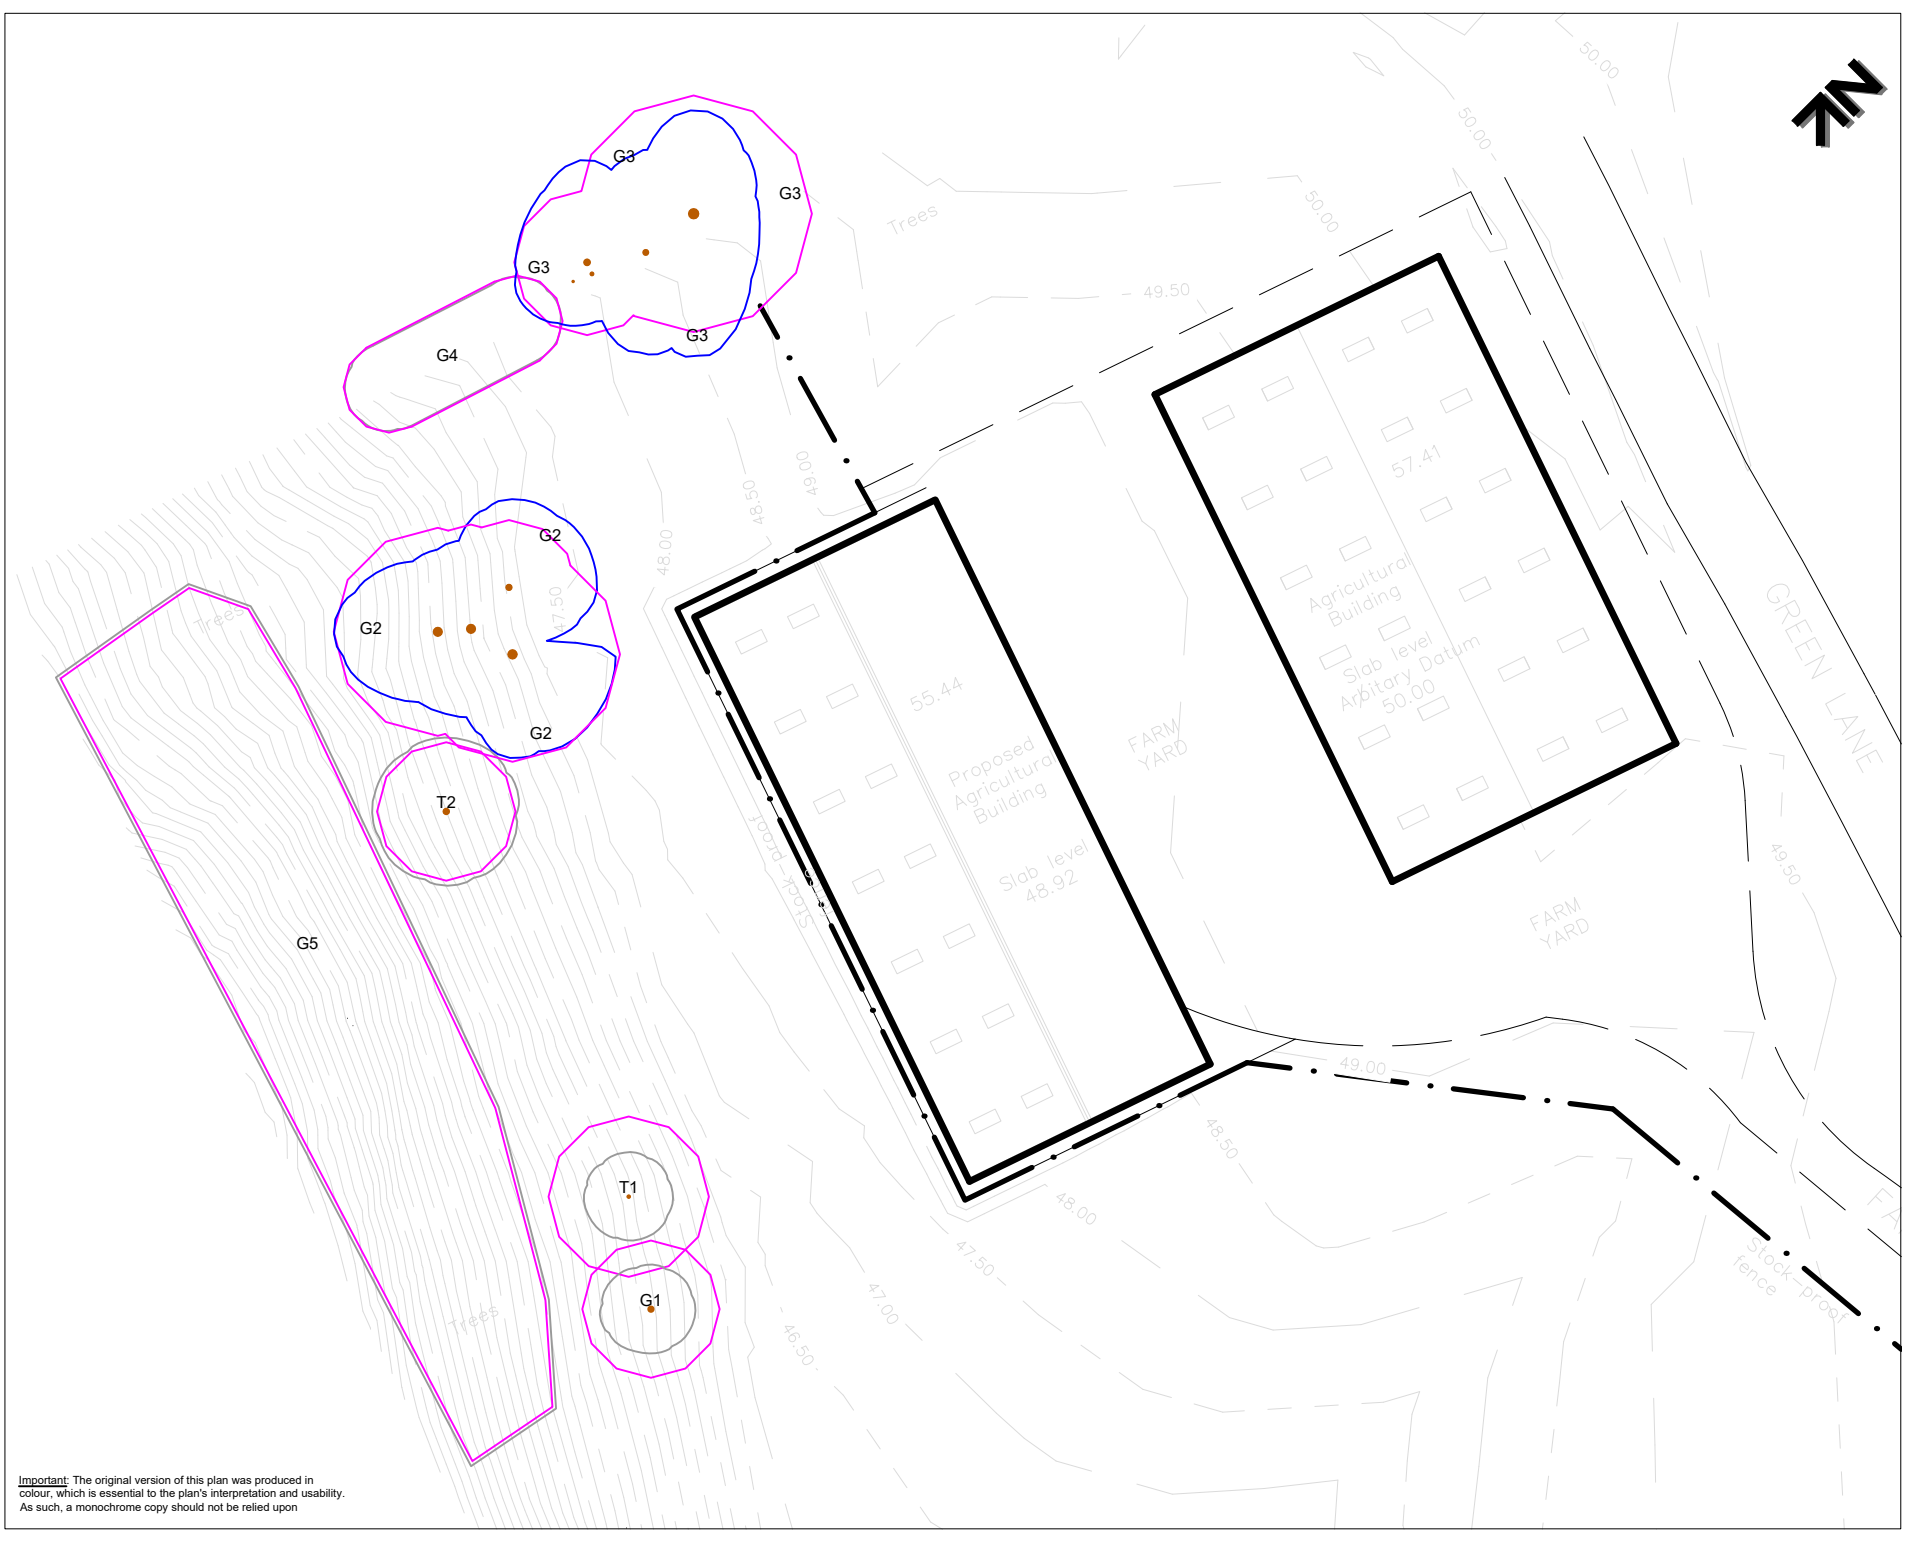 50.00
50.00
N
G3
G3
Trees
50.00
G3
49.50
G3
G4
49.00
48.50
57.41
G2
48.00
Agricultural
Building
47.50
Trees
G2
GREEN LANE
Slab level
Arbitary Datum
50.00
55.44
G2
FARM
YARD
Proposed
Agricultural
Building
T2
Stock-proof
49.50
Slab level
48.92
FARM
YARD
G5
49.00
48.50
T1
48.00
FA
47.50
Stock-proof
fence
G1
47.00
Trees
46.50
Important: The original version of this plan was produced in
colour, which is essential to the plan's interpretation and usability.
As such, a monochrome copy should not be relied upon